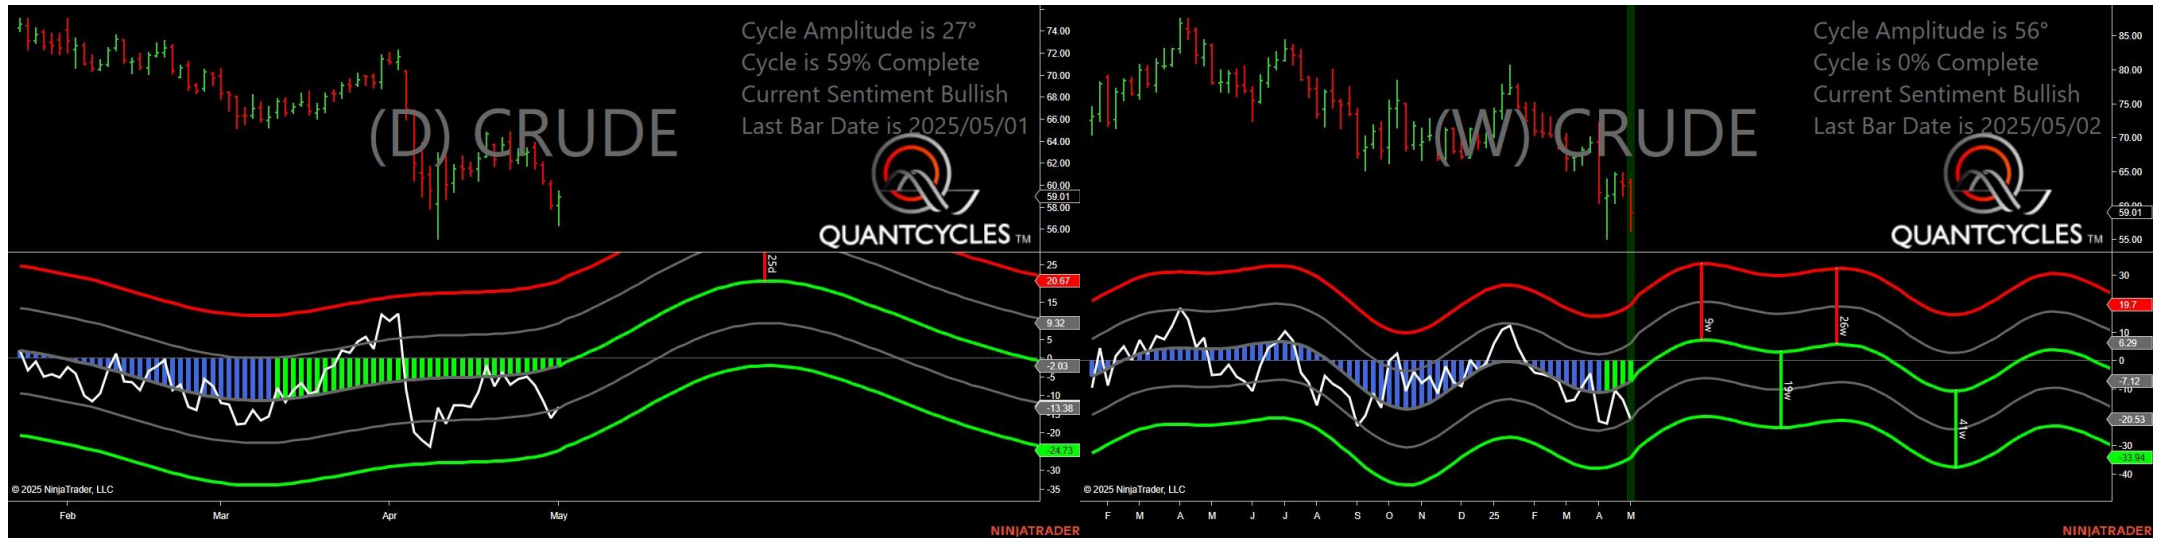 Cycle Amplitude is 27°
Cycle is 59% Complete
Current Sentiment Bullish
Last Bar Date is 2025/05/01
(D) CRUDE
QUANTCYCLES TM
74.00
72.00
70.00
68.00
66.00
64.00
62.00
60.00
59.01
58.00
56.00
25d
25
20.67
15
9.32
5
0
-2.03
-5
-10
-13.38
-20
-24.73
-30
-35
© 2025 NinjaTrader, LLC
Feb Mar Apr May
NINJATRADER
Cycle Amplitude is 56°
Cycle is 0% Complete
Current Sentiment Bullish
Last Bar Date is 2025/05/02
(W) CRUDE
QUANTCYCLES TM
85.00
80.00
75.00
70.00
65.00
60.00
59.01
55.00
9w
26w
19w
41w
30
19.7
10
6.29
0
-7.12
-10
-20.53
-30
-33.94
-40
© 2025 NinjaTrader, LLC
F M A M J J A S O N D 25 F M A M
NINJATRADER